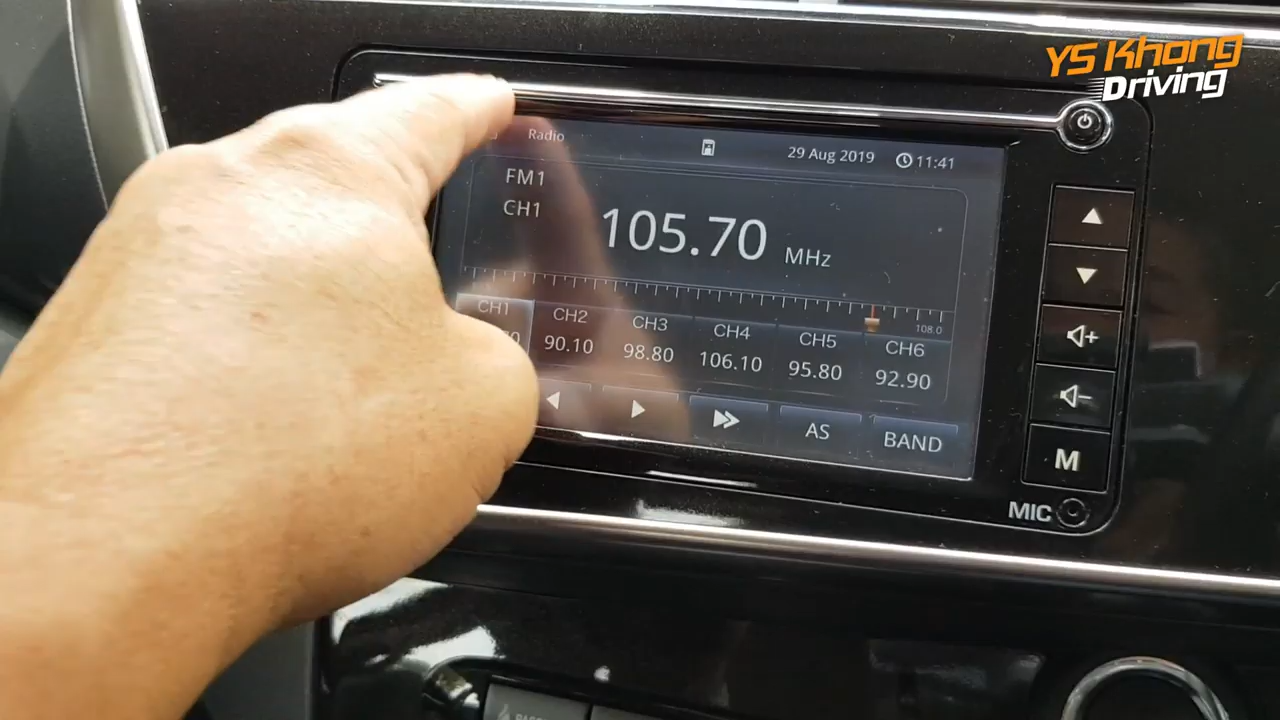 YS Khong
Driving
Radio
29 Aug 2019
11:41
FM1
CH1
105.70 MHz
108.0
CH1
CH2
CH3
CH4
CH5
CH6
90.10
98.80
106.10
95.80
92.90
AS
BAND
M
MIC